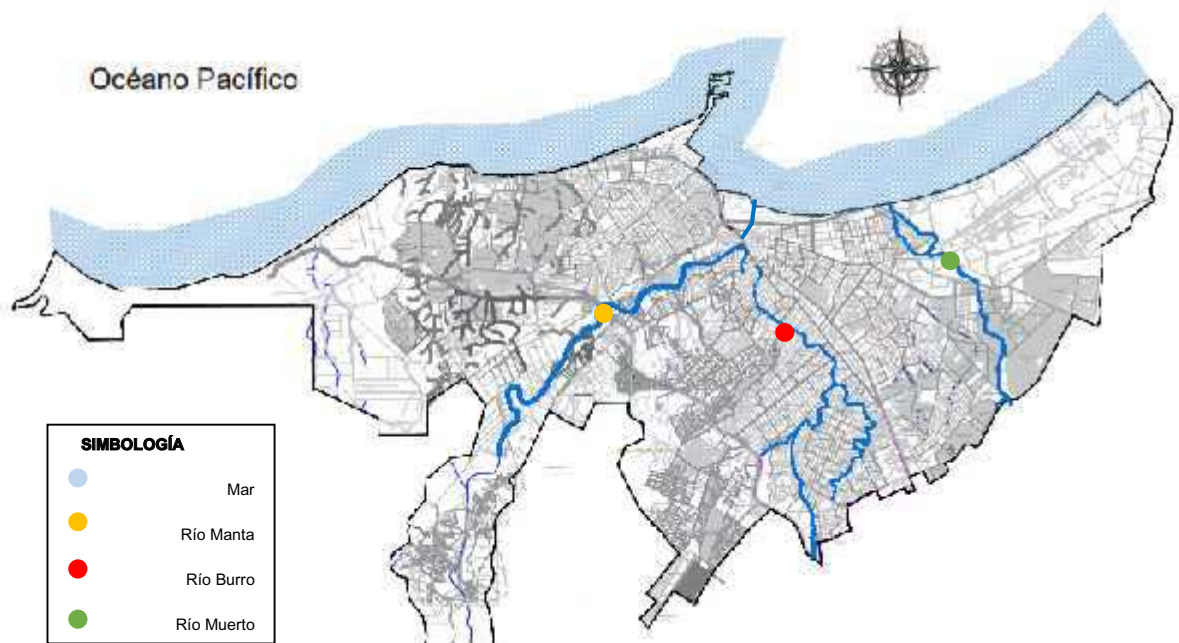 Océano Pacífico
SIMBOLOGÍA
Mar
Río Manta
Río Burro
Río Muerto